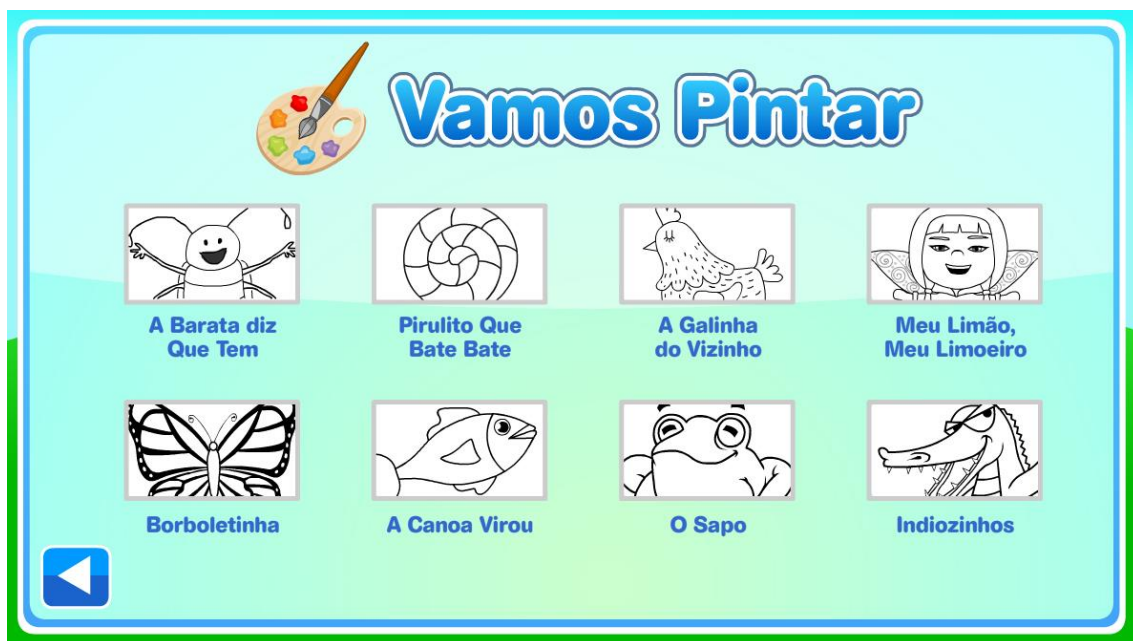 Vamos Pintar
A Barata diz
Que Tem
Pirulito Que
Bate Bate
A Galinha
do Vizinho
Meu Limão,
Meu Limoeiro
Borboletinha
A Canoa Virou
O Sapo
Indiozinhos